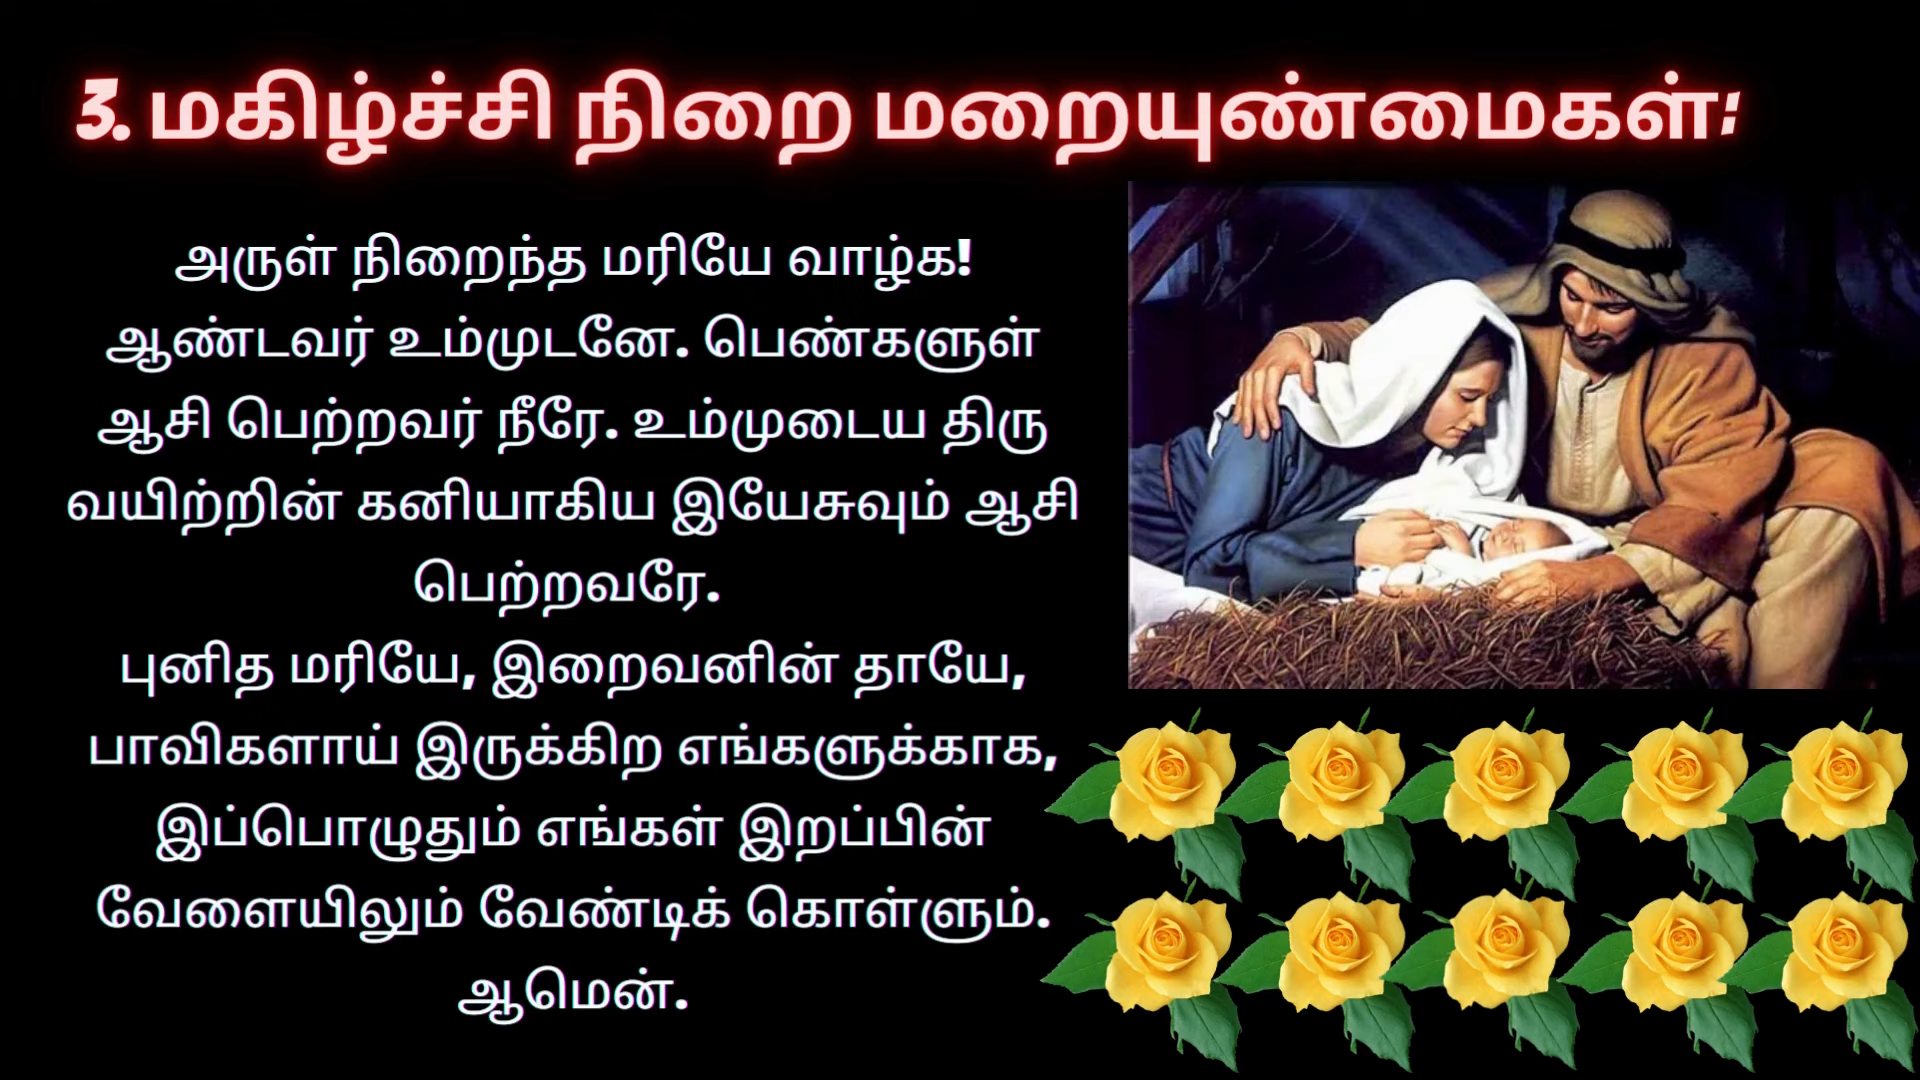 3. மகிழ்ச்சி நிறை மறையுண்மைகள்:
அருள் நிறைந்த மரியே வாழ்க!
ஆண்டவர் உம்முடனே. பெண்களுள்
ஆசி பெற்றவர் நீரே. உம்முடைய திரு
வயிற்றின் கனியாகிய இயேசுவும் ஆசி
பெற்றவரே.
புனித மரியே, இறைவனின் தாயே,
பாவிகளாய் இருக்கிற எங்களுக்காக,
இப்பொழுதும் எங்கள் இறப்பின்
வேளையிலும் வேண்டிக் கொள்ளும்.
ஆமென்.